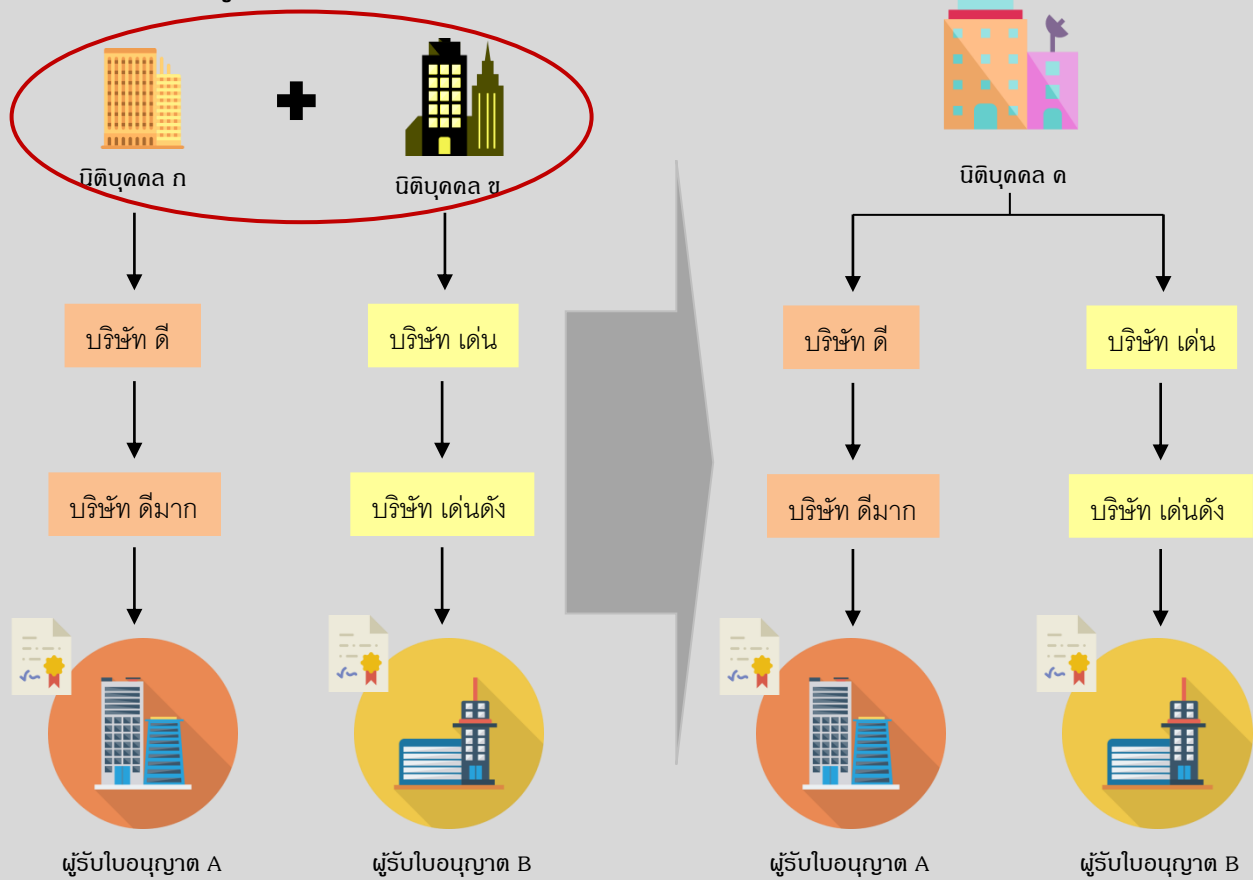 นิติบุคคล ก
นิติบุคคล ข
นิติบุคคล ค
บริษัท ดี
บริษัท เด่น
บริษัท ดี
บริษัท เด่น
บริษัท ดีมาก
บริษัท เด่นดัง
บริษัท ดีมาก
บริษัท เด่นดัง
ผู้รับใบอนุญาต A
ผู้รับใบอนุญาต B
ผู้รับใบอนุญาต A
ผู้รับใบอนุญาต B